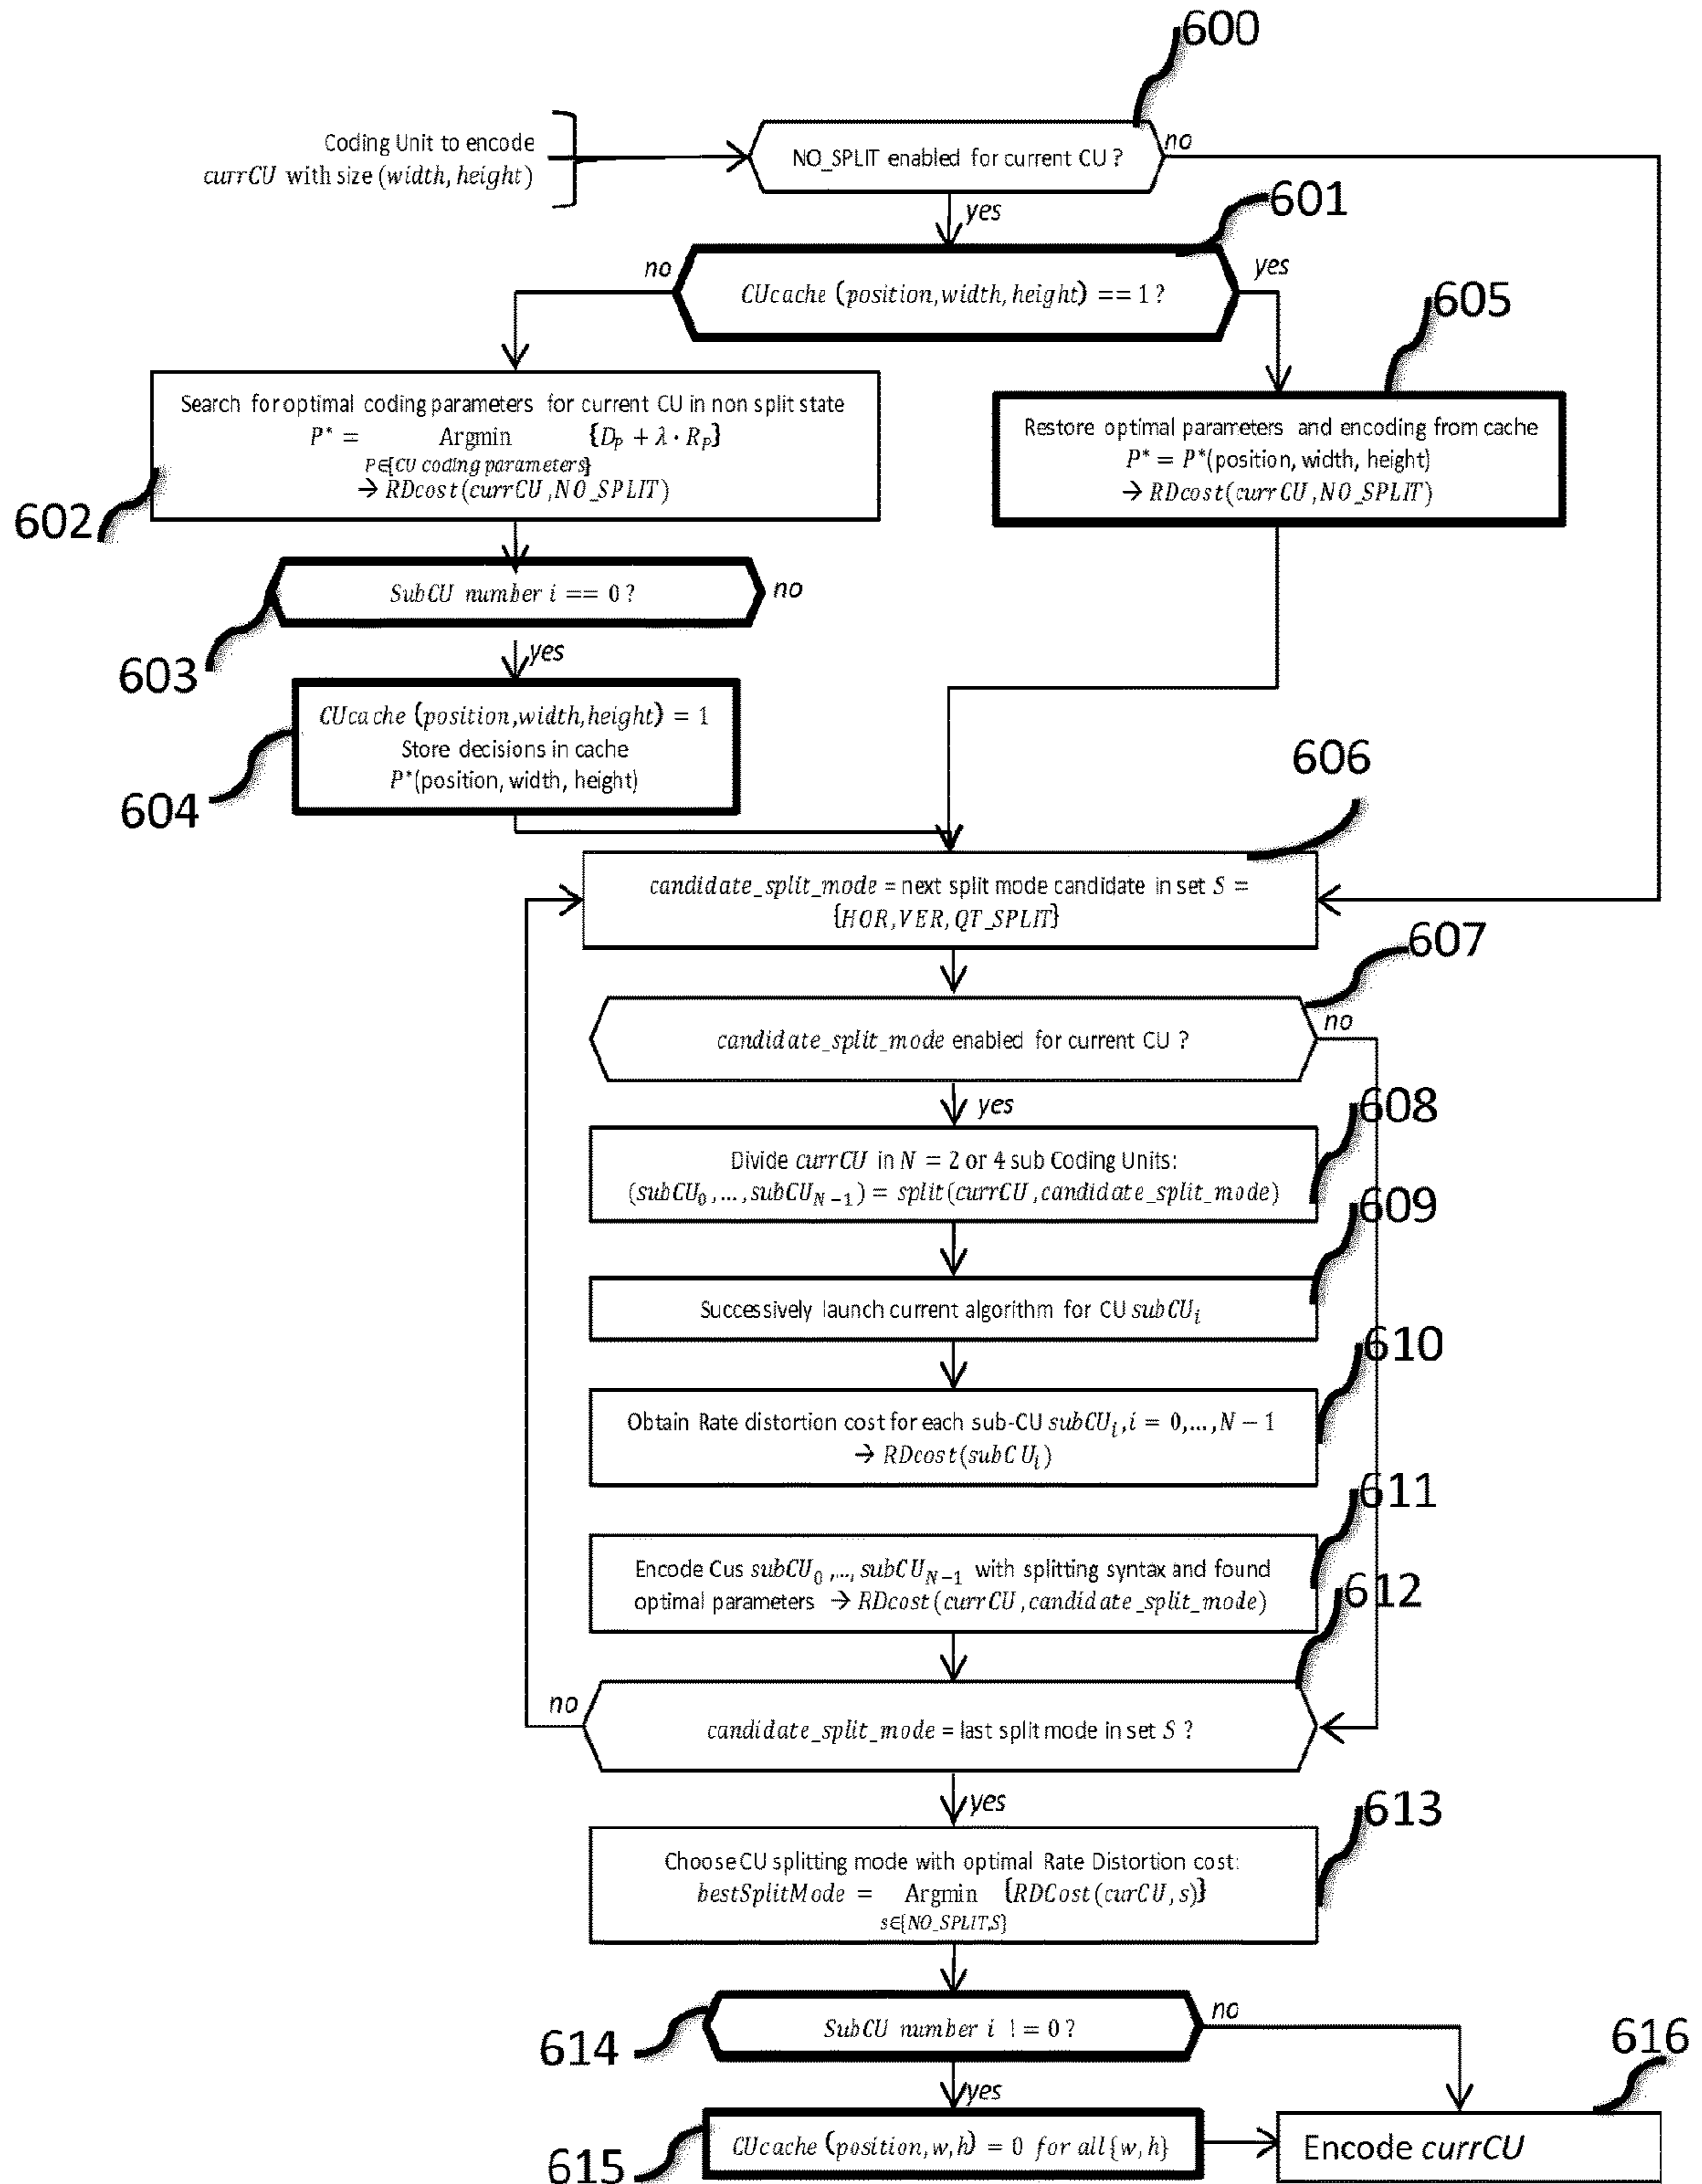 600
Coding Unit to encode
currCU with size (width, height)
NO_SPLIT enabled for current CU ?
no
yes
601
no
CUcache (position,width, height) == 1 ?
yes
605
Search for optimal coding parameters for current CU in non split state
P* = Argmin {D_P + λ · R_P}
P∈{CU coding parameters}
→ RDcost(currCU,NO_SPLIT)
602
Restore optimal parameters and encoding from cache
P* = P*(position, width, height)
→ RDcost(currCU,NO_SPLIT)
SubCU number i == 0 ?
no
603
yes
CUcache (position,width,height) = 1
Store decisions in cache
P*(position, width, height)
604
606
candidate_split_mode = next split mode candidate in set S =
{HOR,VER,QT_SPLIT}
607
candidate_split_mode enabled for current CU ?
no
yes
608
Divide currCU in N = 2 or 4 sub Coding Units:
(subCU_0, ..., subCU_{N-1}) = split(currCU,candidate_split_mode)
609
Successively launch current algorithm for CU subCU_i
610
Obtain Rate distortion cost for each sub-CU subCU_i, i = 0, ..., N − 1
→ RDcost(subCU_i)
611
Encode Cus subCU_0 ,..., subCU_{N-1} with splitting syntax and found
optimal parameters → RDcost(currCU,candidate_split_mode)
612
no
candidate_split_mode = last split mode in set S ?
yes
613
Choose CU splitting mode with optimal Rate Distortion cost:
bestSplitMode = Argmin {RDCost(curCU, s)}
s∈{NO_SPLIT,S}
SubCU number i != 0 ?
no
614
616
yes
CUcache (position,w,h) = 0 for all{w,h}
615
Encode currCU